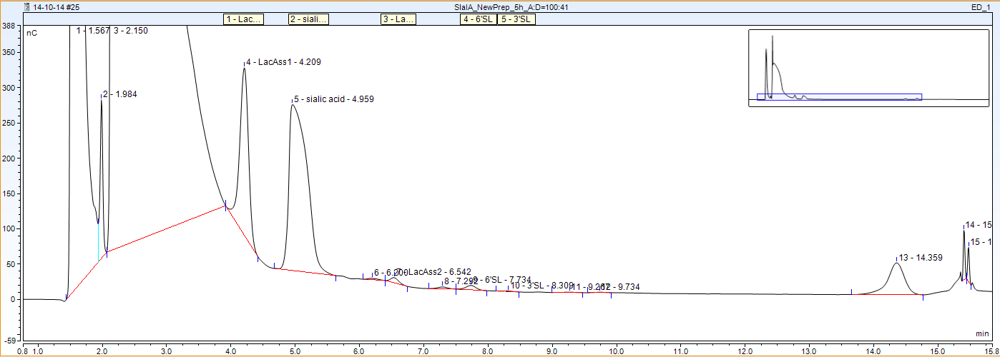 14-10-14 #25 SlalA_NewPrep_5h_A:D=100:41 ED_1
1 - Lac... 2 - siali... 3 - La... 4 - 6'SL 5 - 3'SL
388 nC
1 - 1.567 3 - 2.150
350
4 - LacAss1 - 4.209
300
2 - 1.984
5 - sialic acid - 4.959
250
200
150
100
14 - 15
15 - 1
50
13 - 14.359
6 - 6.200
7 - LacAss2 - 6.542
8 - 7.292
9 - 6'SL - 7.734
10 - 3'SL - 8.309
11 - 9.267
12 - 9.734
0
-59
min
0.8 1.0 2.0 3.0 4.0 5.0 6.0 7.0 8.0 9.0 10.0 11.0 12.0 13.0 14.0 15.0 15.8